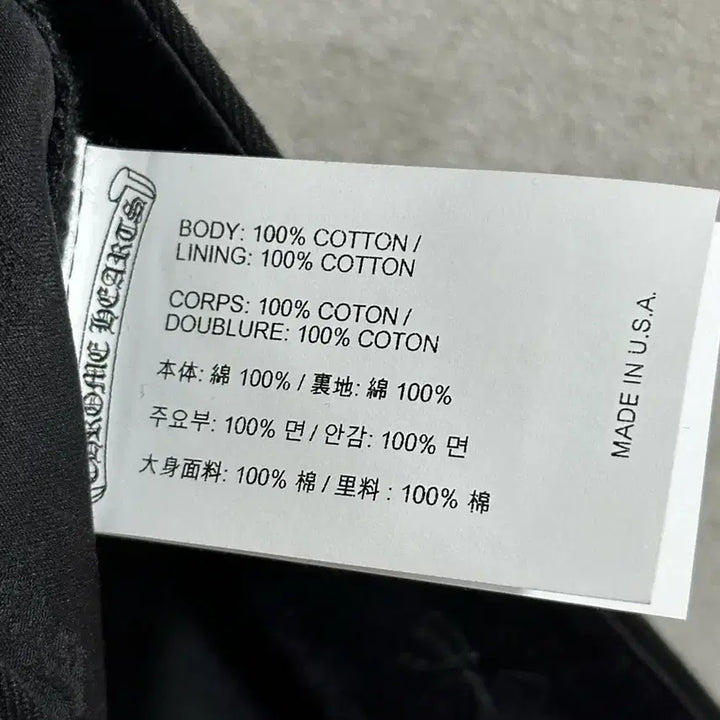 CHROME HEARTS
BODY: 100% COTTON /
LINING: 100% COTTON
CORPS: 100% COTON /
DOUBLURE: 100% COTON
本体: 綿 100% / 裏地: 綿 100%
주요부: 100% 면 / 안감: 100% 면
大身面料: 100% 棉 / 里料 : 100% 棉
MADE IN U.S.A.